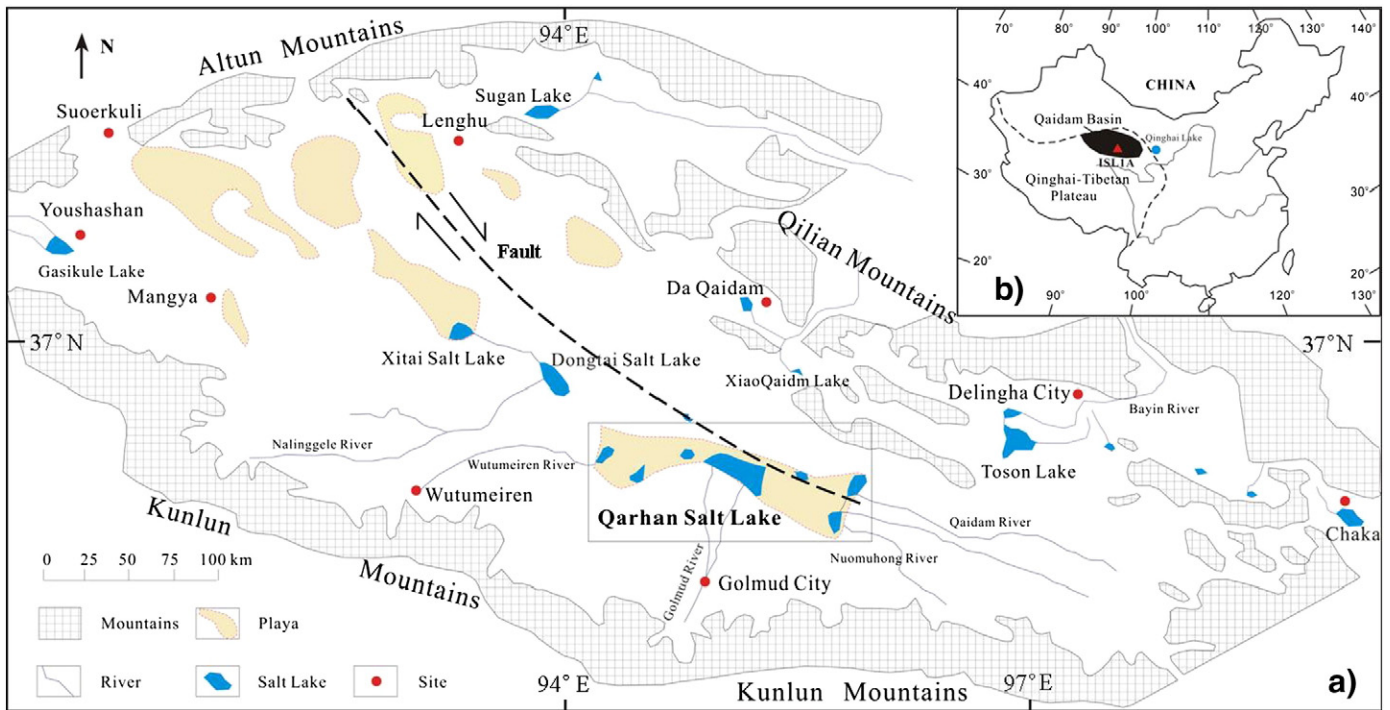 94°E
N
Altun Mountains
Suoerkuli
Lenghu
Sugan Lake
Youshashan
Gasikule Lake
Mangya
Fault
Qilian Mountains
Da Qaidam
37°N
37°N
Xitai Salt Lake
Dongtai Salt Lake
XiaoQaidm Lake
Delingha City
Bayin River
Toson Lake
Nalinggele River
Wutumeiren River
Wutumeiren
Qarhan Salt Lake
Qaidam River
Nuomuhong River
Chaka
Kunlun Mountains
Golmud River
Golmud City
0 25 50 75 100 km
Mountains
Playa
River
Salt Lake
Site
94°E
97°E
Kunlun Mountains
a)
70° 80° 90° 100° 110° 120° 130°
40°
40°
CHINA
Qaidam Basin
Qinghai Lake
ISL1A
30°
30°
Qinghai-Tibetan
Plateau
20°
20°
b)
90° 100° 120° 130°